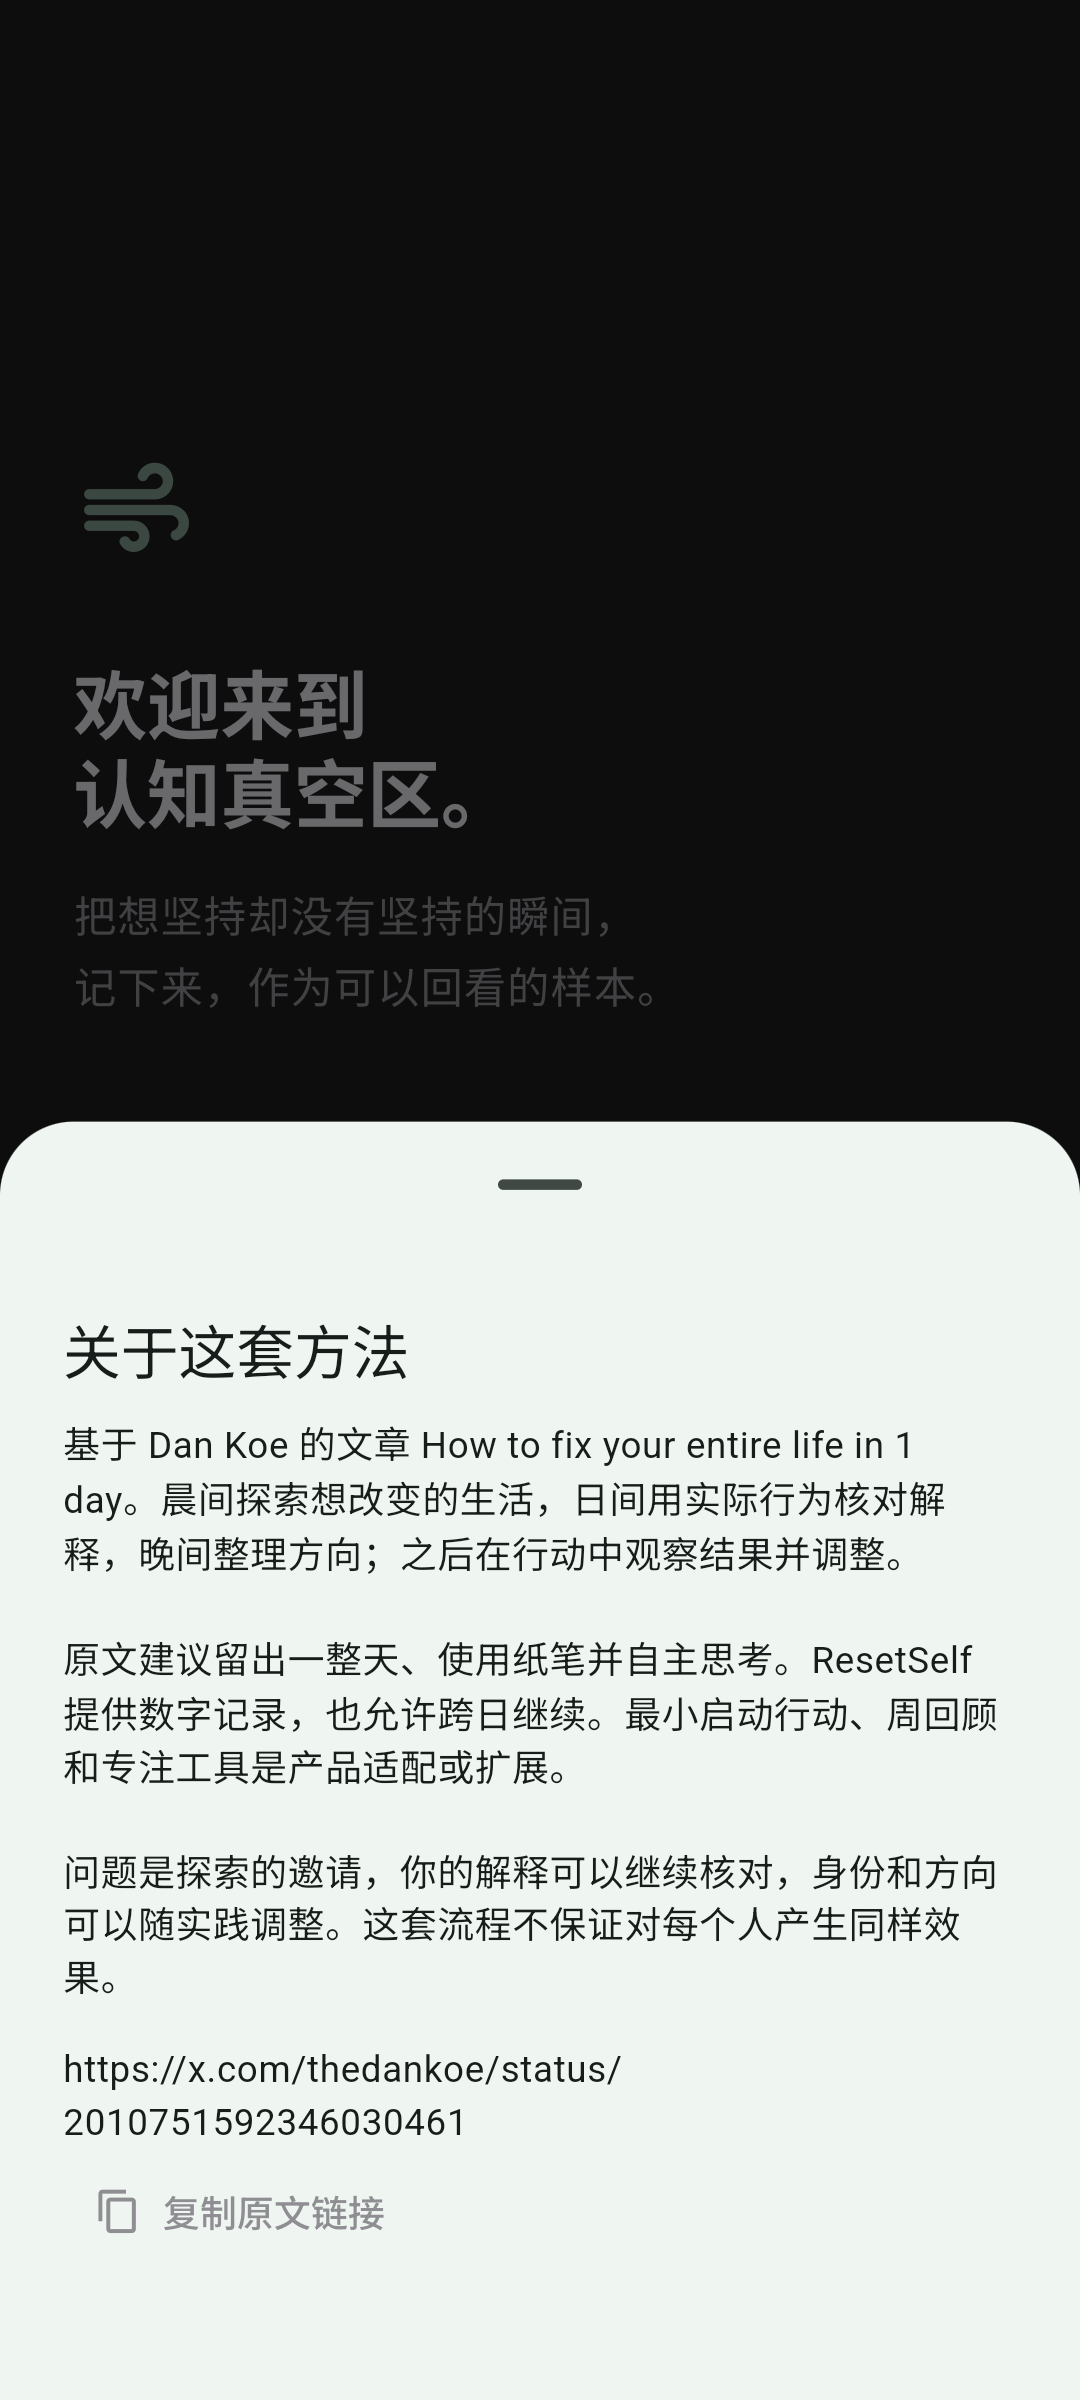 欢迎来到
认知真空区。
把想坚持却没有坚持的瞬间，
记下来，作为可以回看的样本。
关于这套方法
基于 Dan Koe 的文章 How to fix your entire life in 1
day。晨间探索想改变的生活，日间用实际行为核对解
释，晚间整理方向；之后在行动中观察结果并调整。
原文建议留出一整天、使用纸笔并自主思考。ResetSelf
提供数字记录，也允许跨日继续。最小启动行动、周回顾
和专注工具是产品适配或扩展。
问题是探索的邀请，你的解释可以继续核对，身份和方向
可以随实践调整。这套流程不保证对每个人产生同样效
果。
https://x.com/thedankoe/status/
2010751592346030461
复制原文链接